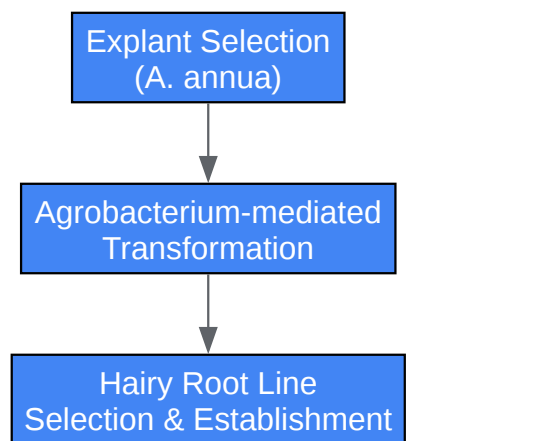 Explant Selection
(A. annua)
Agrobacterium-mediated
Transformation
Hairy Root Line
Selection & Establishment